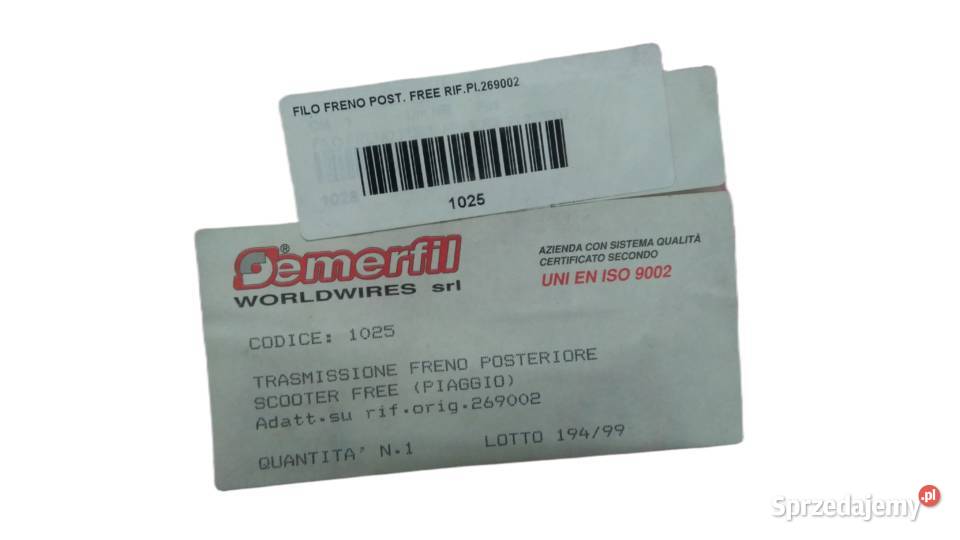 FILO FRENO POST. FREE RIF.PI.269002
1025
Semerfil®
WORLDWIRES srl
AZIENDA CON SISTEMA QUALITÀ
CERTIFICATO SECONDO
UNI EN ISO 9002
CODICE: 1025
TRASMISSIONE FRENO POSTERIORE
SCOOTER FREE (PIAGGIO)
Adatt.su rif.orig.269002
QUANTITA' N.1 LOTTO 194/99
Sprzedajemy.pl